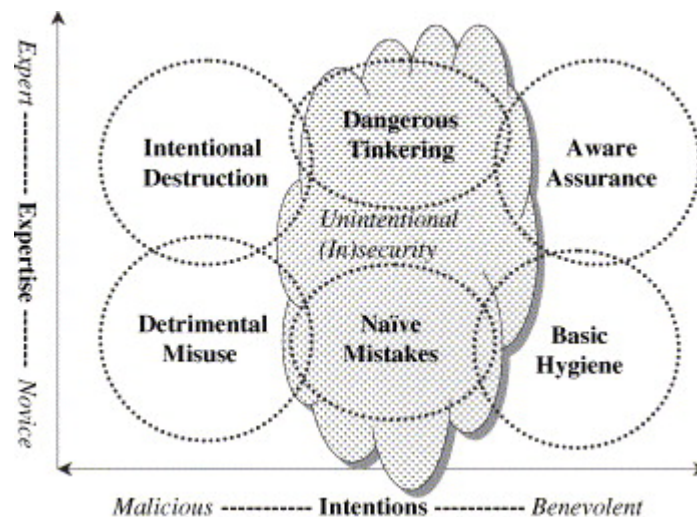 Expert
Expertise
Novice
Intentional
Destruction
Dangerous
Tinkering
Aware
Assurance
Unintentional
(In)security
Detrimental
Misuse
Naïve
Mistakes
Basic
Hygiene
Malicious ---------- Intentions ---------- Benevolent